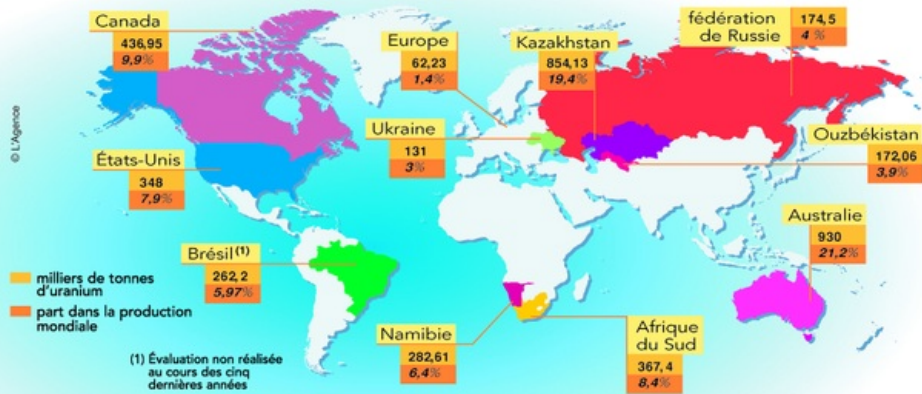 Canada
436,95
9,9%
Europe
62,23
1,4%
Kazakhstan
854,13
19,4%
fédération
de Russie
174,5
4 %
© L'Agence
Ukraine
131
3%
Ouzbékistan
172,06
3,9%
États-Unis
348
7,9%
Australie
930
21,2%
Brésil(1)
262,2
5,97%
milliers de tonnes
d'uranium
part dans la production
mondiale
Namibie
282,61
6,4%
Afrique
du Sud
367,4
8,4%
(1) Évaluation non réalisée
au cours des cinq
dernières années